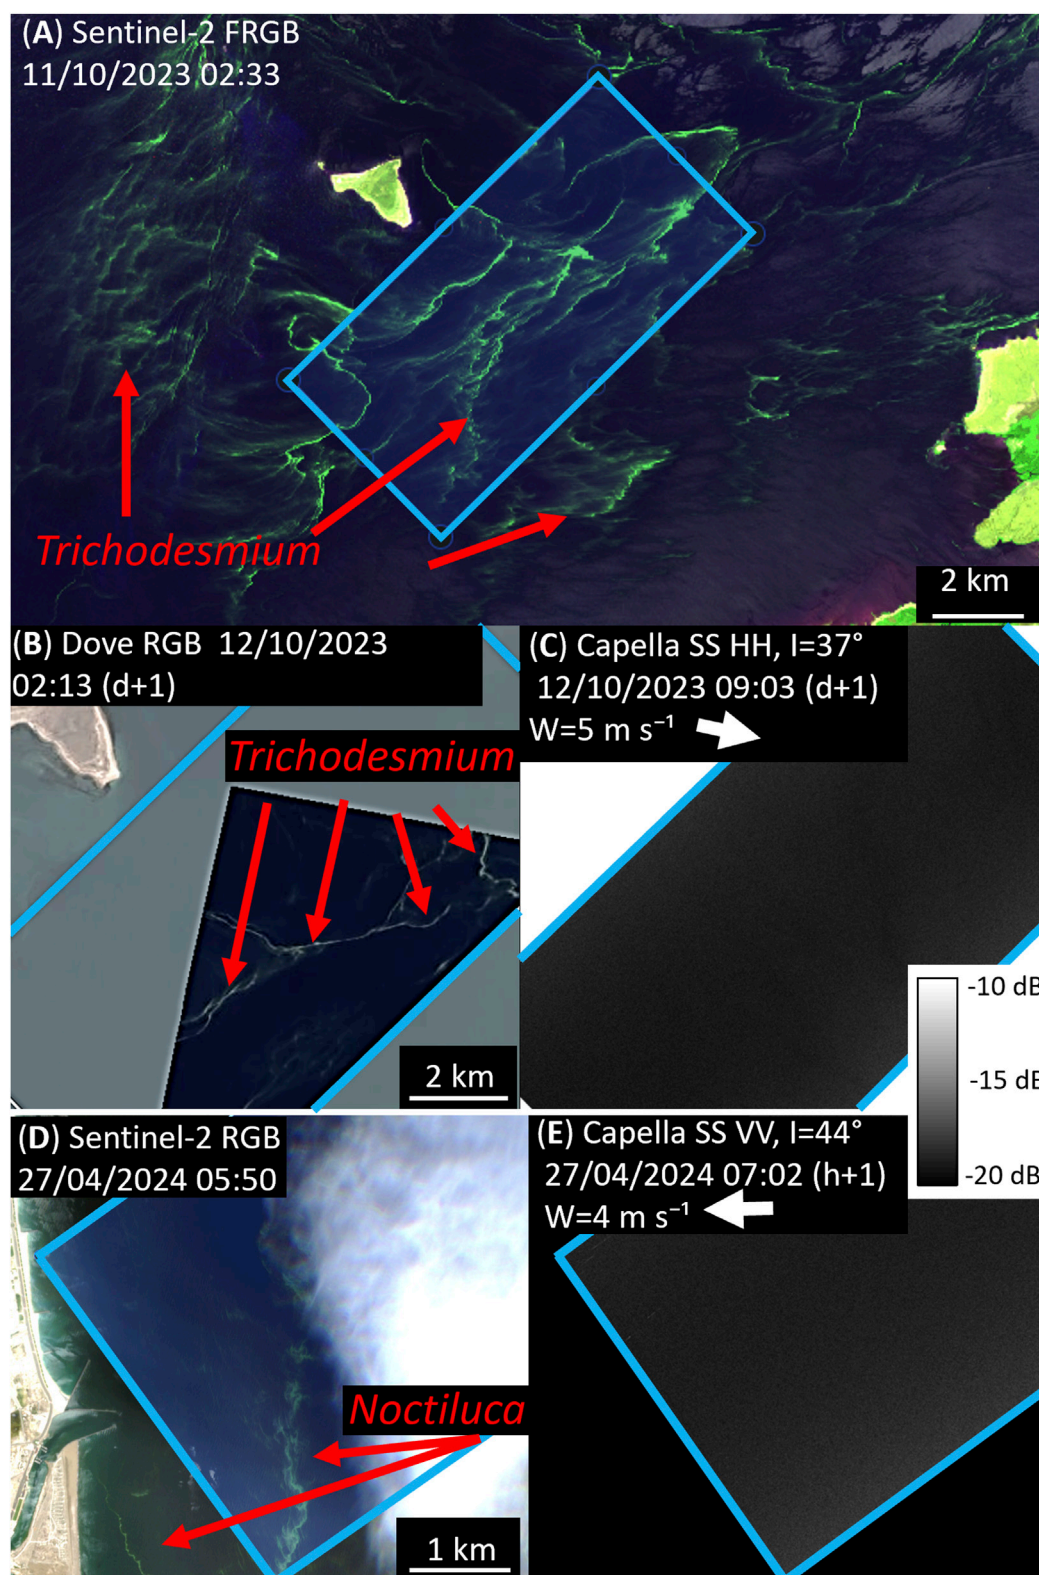 (A) Sentinel-2 FRGB
11/10/2023 02:33
Trichodesmium
2 km
(B) Dove RGB 12/10/2023
02:13 (d+1)
Trichodesmium
2 km
(C) Capella SS HH, I=37°
12/10/2023 09:03 (d+1)
W=5 m s⁻¹
-10 dB
-15 dB
-20 dB
(D) Sentinel-2 RGB
27/04/2024 05:50
Noctiluca
1 km
(E) Capella SS VV, I=44°
27/04/2024 07:02 (h+1)
W=4 m s⁻¹